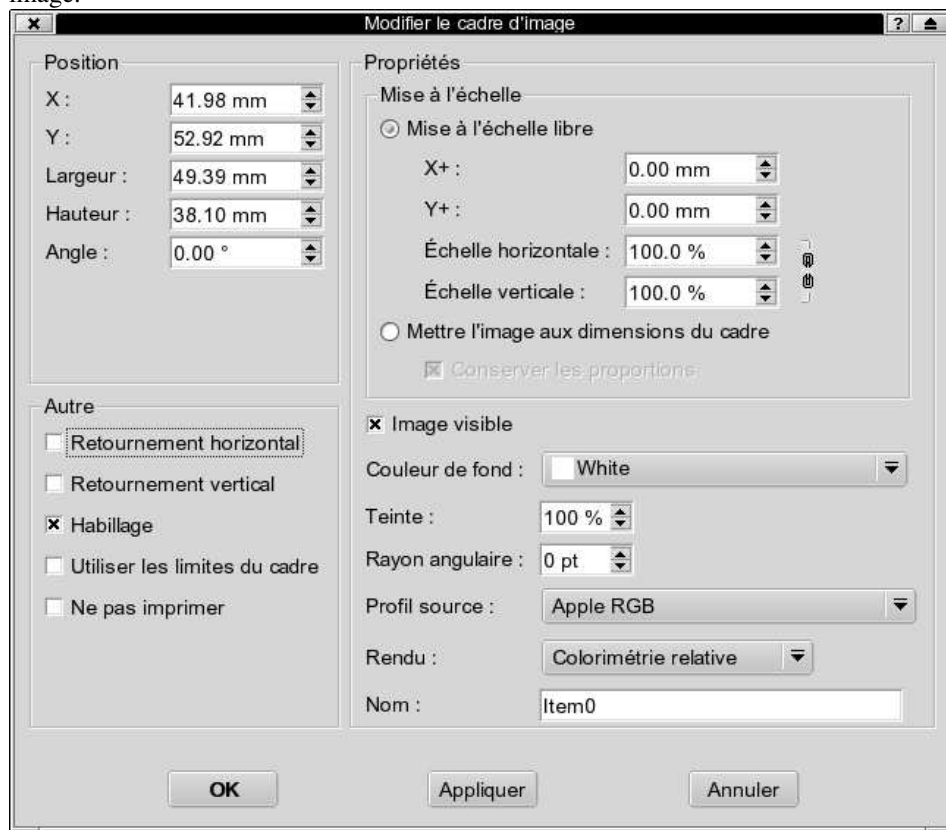 image.
Modifier le cadre d'image
?
Position
X :
41.98 mm
Y :
52.92 mm
Largeur :
49.39 mm
Hauteur :
38.10 mm
Angle :
0.00 °
Autre
Retournement horizontal
Retournement vertical
Habillage
Utiliser les limites du cadre
Ne pas imprimer
Propriétés
Mise à l'échelle
Mise à l'échelle libre
X+ :
0.00 mm
Y+ :
0.00 mm
Échelle horizontale :
100.0 %
Échelle verticale :
100.0 %
Mettre l'image aux dimensions du cadre
Conserver les proportions
Image visible
Couleur de fond :
White
Teinte :
100 %
Rayon angulaire :
0 pt
Profil source :
Apple RGB
Rendu :
Colorimétrie relative
Nom :
Item0
OK
Appliquer
Annuler